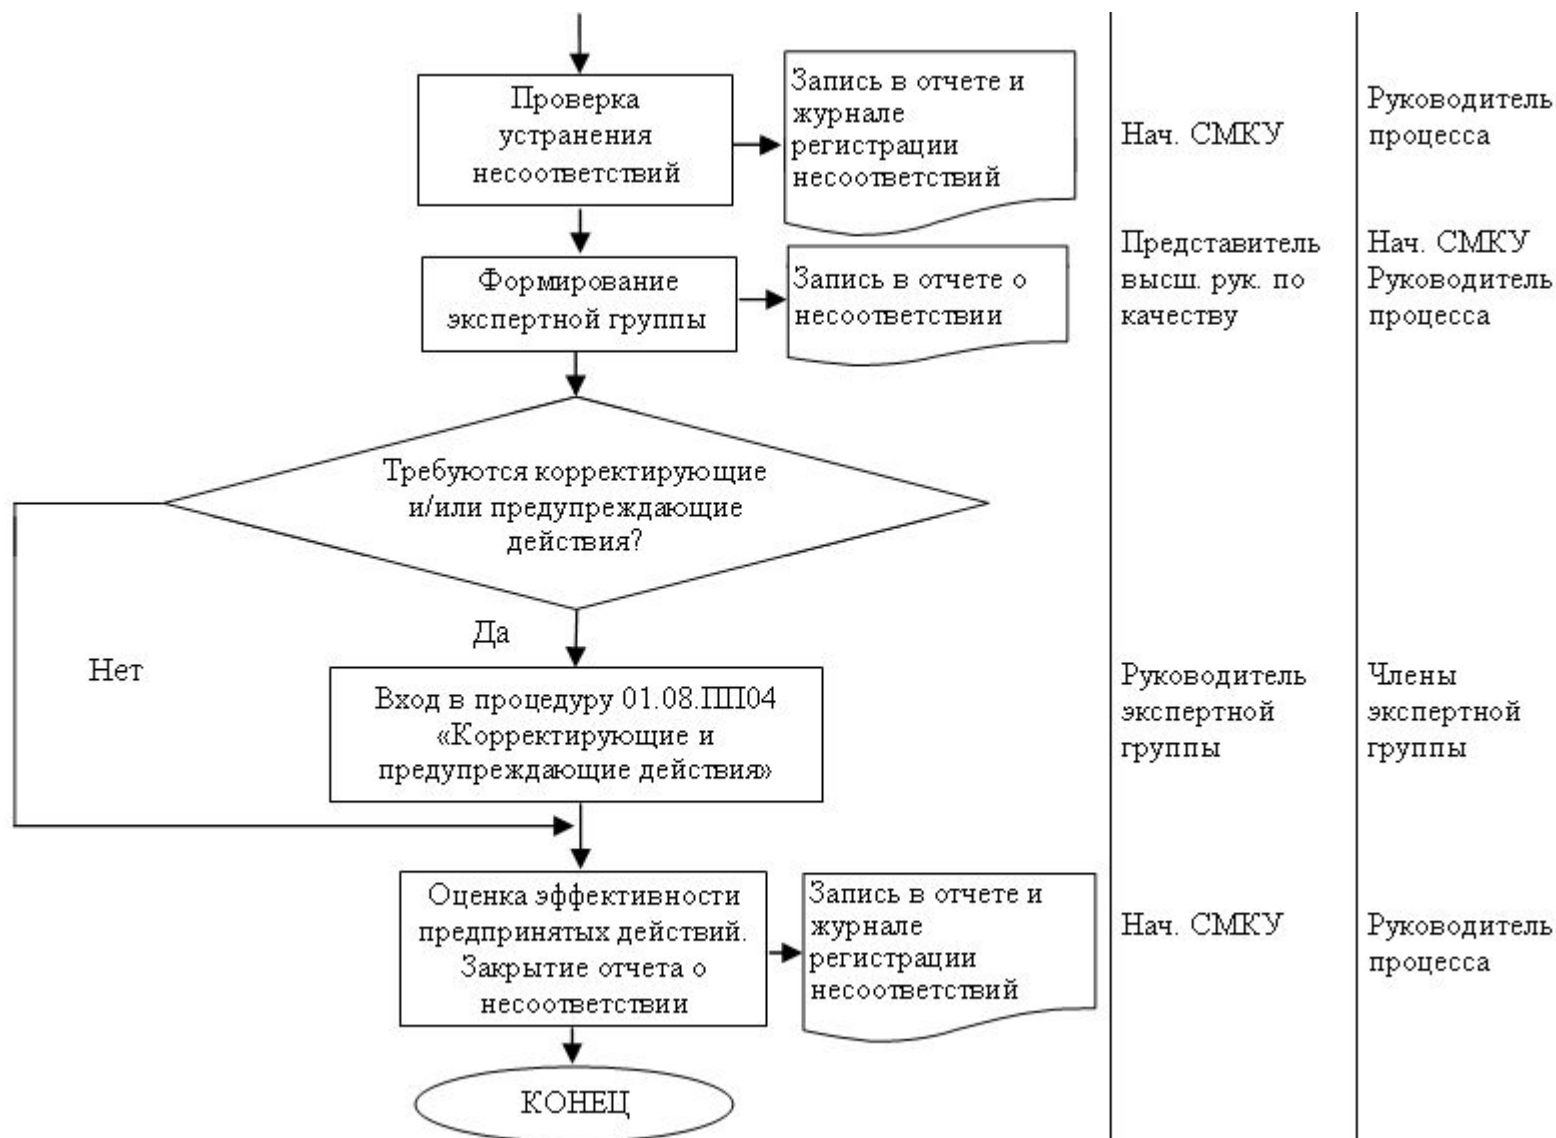 Проверка
устранения
несоответствий
Запись в отчете и
журнале
регистрации
несоответствий
Нач. СМКУ
Руководитель
процесса
Формирование
экспертной группы
Запись в отчете о
несоответствии
Представитель
высш. рук. по
качеству
Нач. СМКУ
Руководитель
процесса
Требуются корректирующие
и/или предупреждающие
действия?
Да
Нет
Вход в процедуру 01.08.ПП04
«Корректирующие и
предупреждающие действия»
Руководитель
экспертной
группы
Члены
экспертной
группы
Оценка эффективности
предпринятых действий.
Закрытие отчета о
несоответствии
Запись в отчете и
журнале
регистрации
несоответствий
Нач. СМКУ
Руководитель
процесса
КОНЕЦ